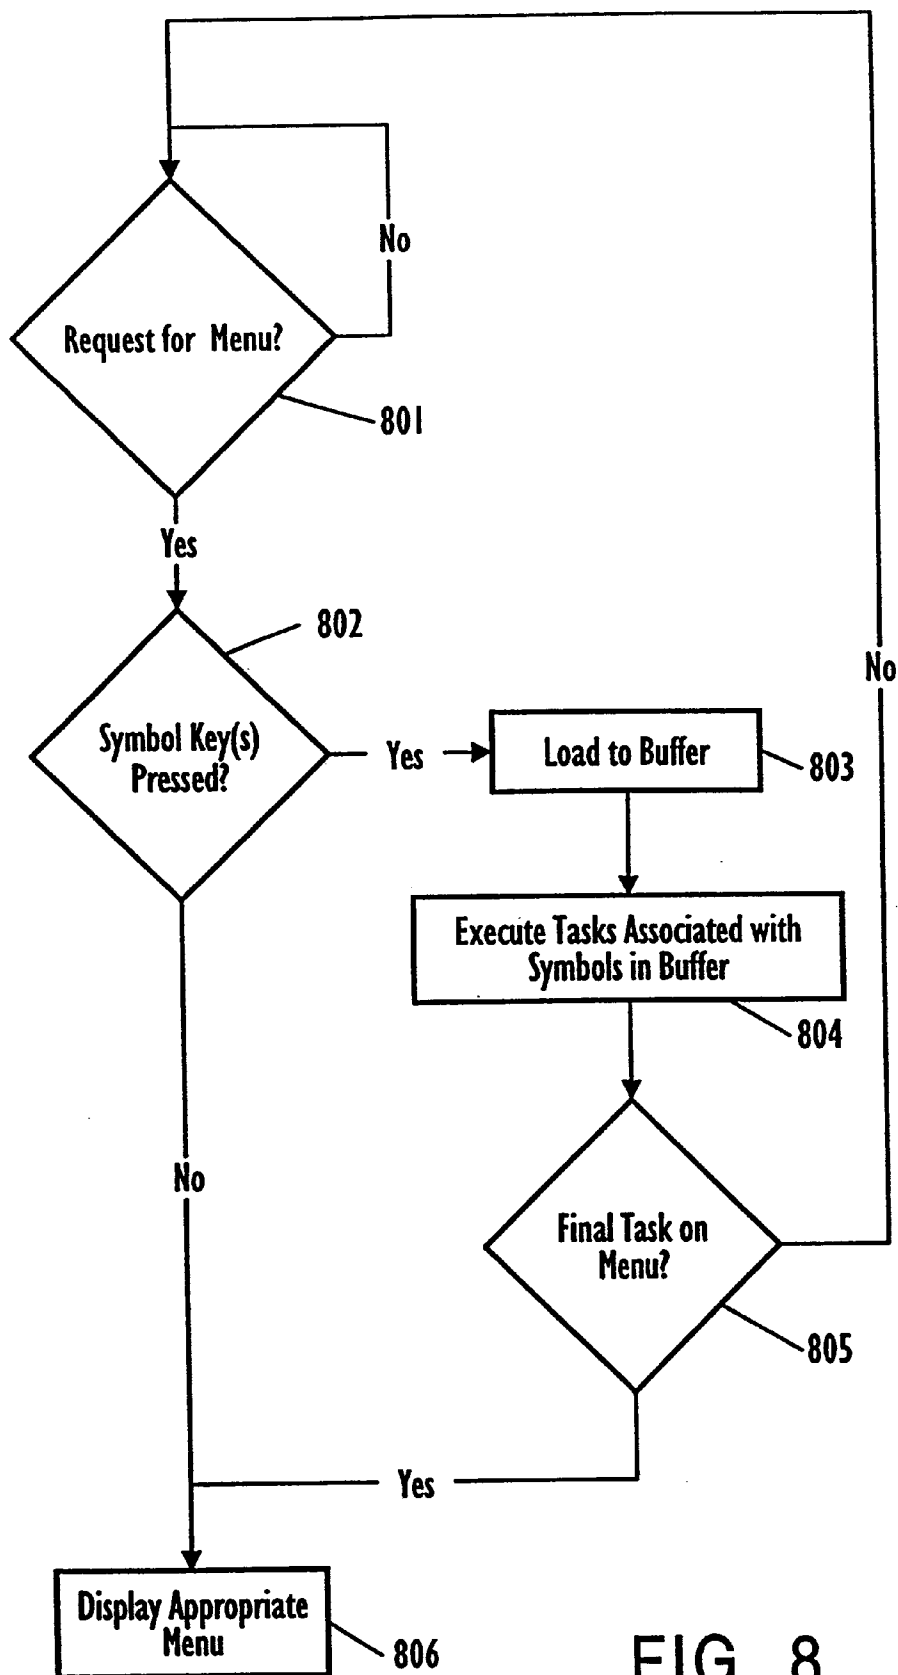 No
Request for Menu?
801
Yes
802
Symbol Key(s)
Pressed?
Yes
Load to Buffer
803
No
Execute Tasks Associated with
Symbols in Buffer
804
No
Final Task on
Menu?
805
Yes
Display Appropriate
Menu
806
FIG. 8